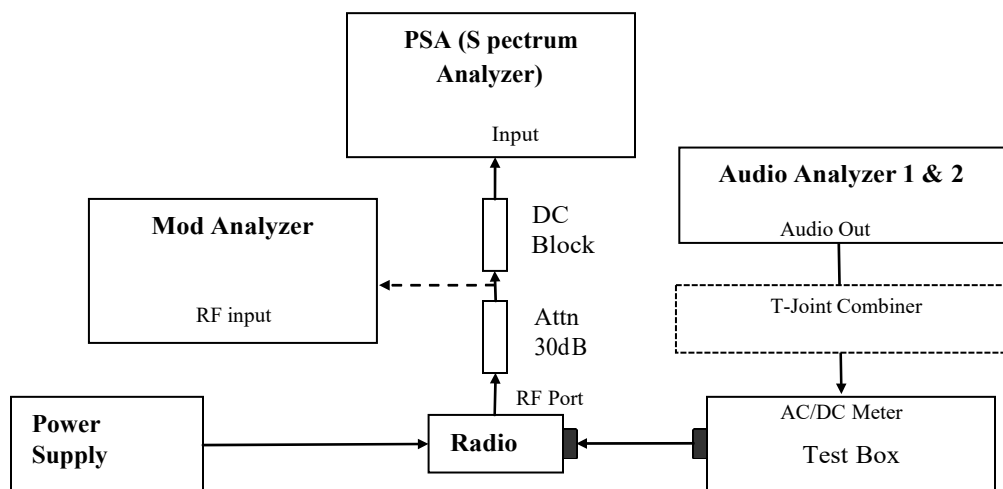 PSA (S pectrum
Analyzer)
Input
Audio Analyzer 1 & 2
Audio Out
Mod Analyzer
RF input
DC
Block
T-Joint Combiner
Attn
30dB
RF Port
Power
Supply
Radio
AC/DC Meter
Test Box